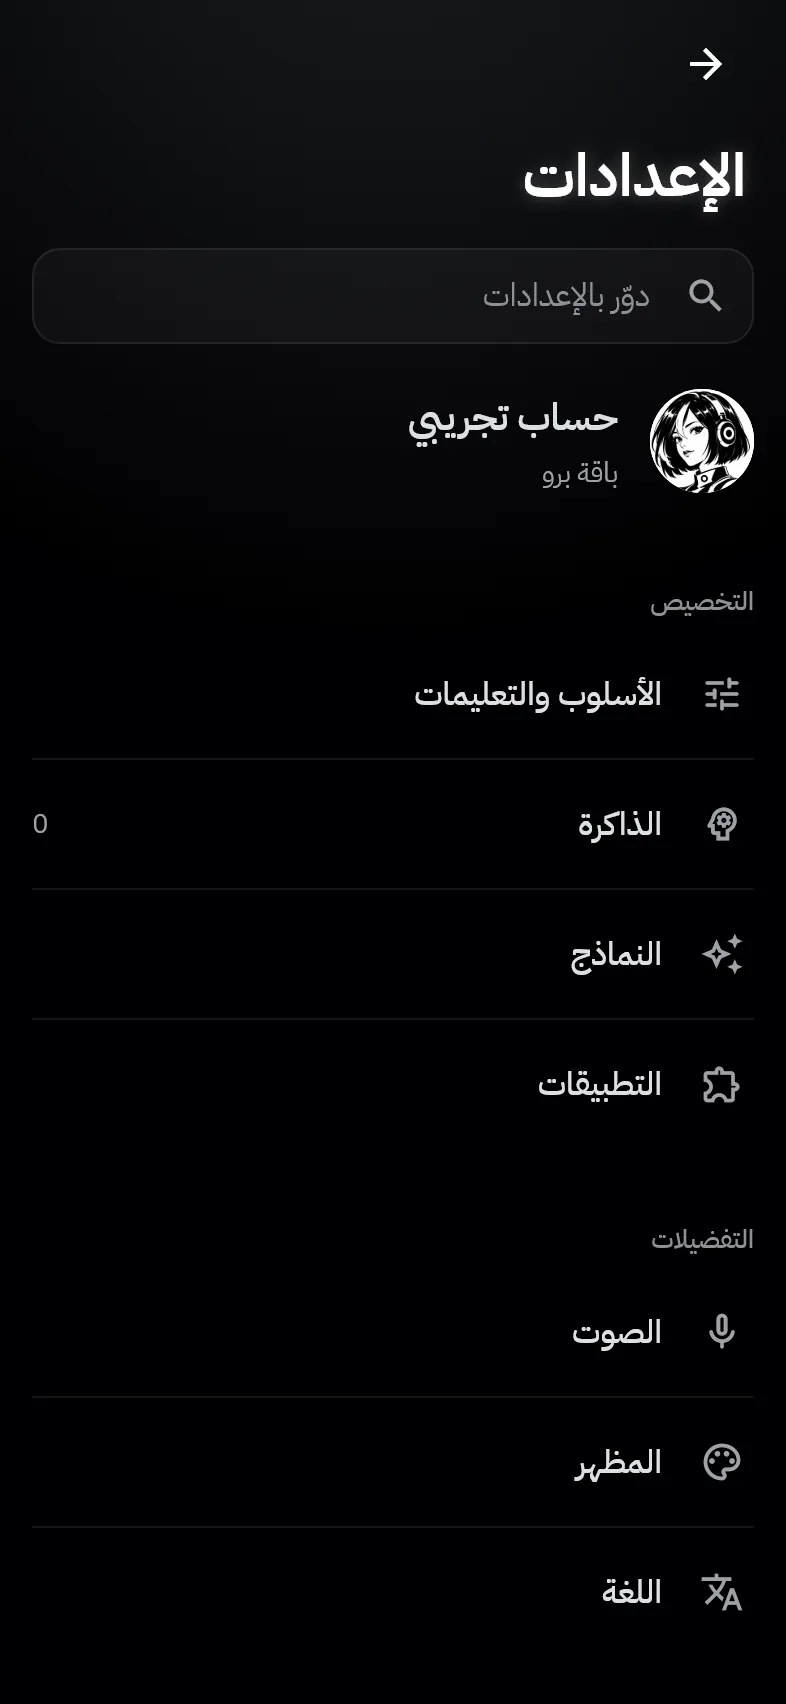 الإعدادات
دوّر بالإعدادات
حساب تجريبي
باقة برو
التخصيص
الأسلوب والتعليمات
الذاكرة
0
النماذج
التطبيقات
التفضيلات
الصوت
المظهر
اللغة